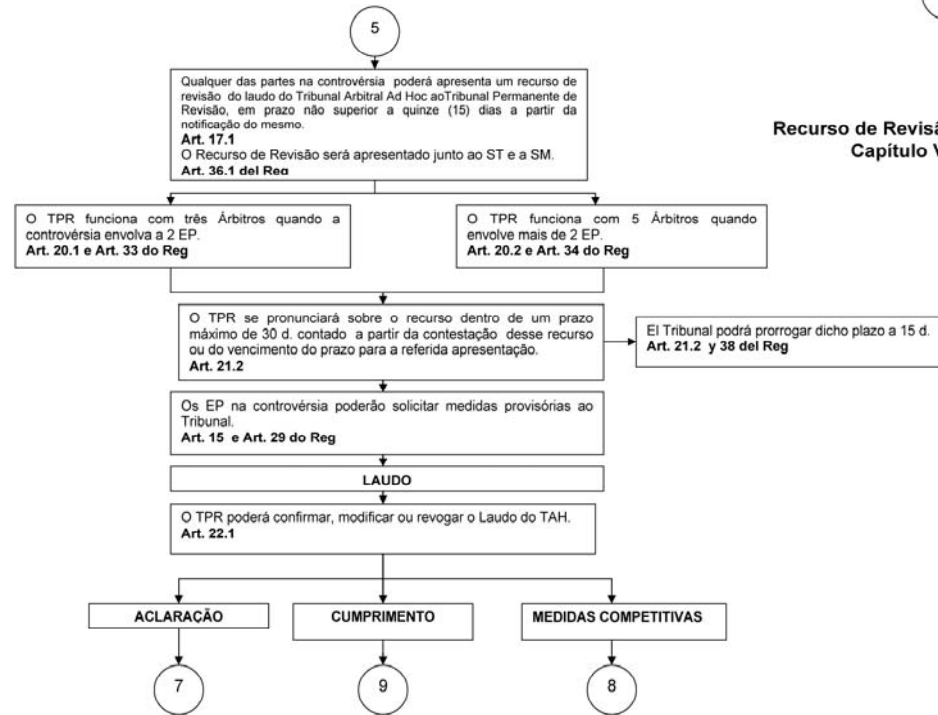 5
Qualquer das partes na controvérsia poderá apresenta um recurso de
revisão do laudo do Tribunal Arbitral Ad Hoc aoTribunal Permanente de
Revisão, em prazo não superior a quinze (15) dias a partir da
notificação do mesmo.
Art. 17.1
O Recurso de Revisão será apresentado junto ao ST e a SM.
Art. 36.1 del Reg
Recurso de Revisã
Capítulo V
O TPR funciona com três Árbitros quando a
controvérsia envolva a 2 EP.
Art. 20.1 e Art. 33 do Reg
O TPR funciona com 5 Árbitros quando
envolve mais de 2 EP.
Art. 20.2 e Art. 34 do Reg
O TPR se pronunciará sobre o recurso dentro de um prazo
máximo de 30 d. contado a partir da contestação desse recurso
ou do vencimento do prazo para a referida apresentação.
Art. 21.2
El Tribunal podrá prorrogar dicho plazo a 15 d.
Art. 21.2 y 38 del Reg
Os EP na controvérsia poderão solicitar medidas provisórias ao
Tribunal.
Art. 15 e Art. 29 do Reg
LAUDO
O TPR poderá confirmar, modificar ou revogar o Laudo do TAH.
Art. 22.1
ACLARAÇÃO
CUMPRIMENTO
MEDIDAS COMPETITIVAS
7
9
8